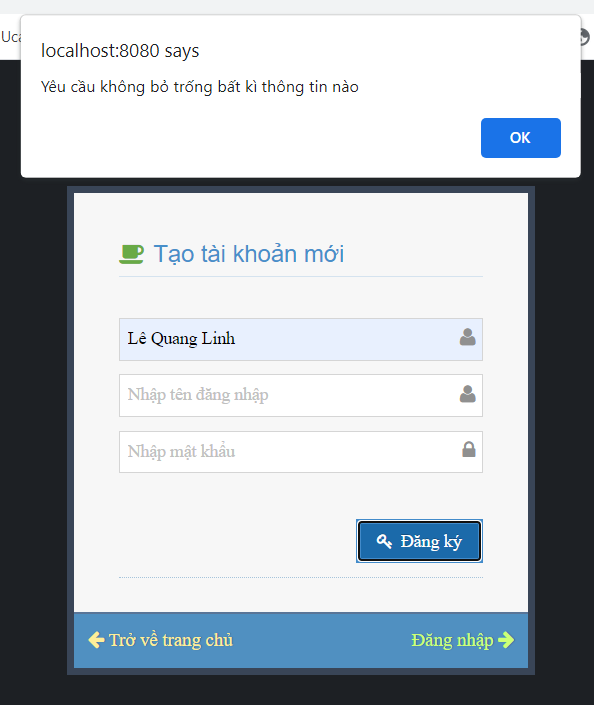 localhost:8080 says
Yêu cầu không bỏ trống bất kì thông tin nào
OK
Tạo tài khoản mới
Lê Quang Linh
Nhập tên đăng nhập
Nhập mật khẩu
Đăng ký
Trở về trang chủ
Đăng nhập